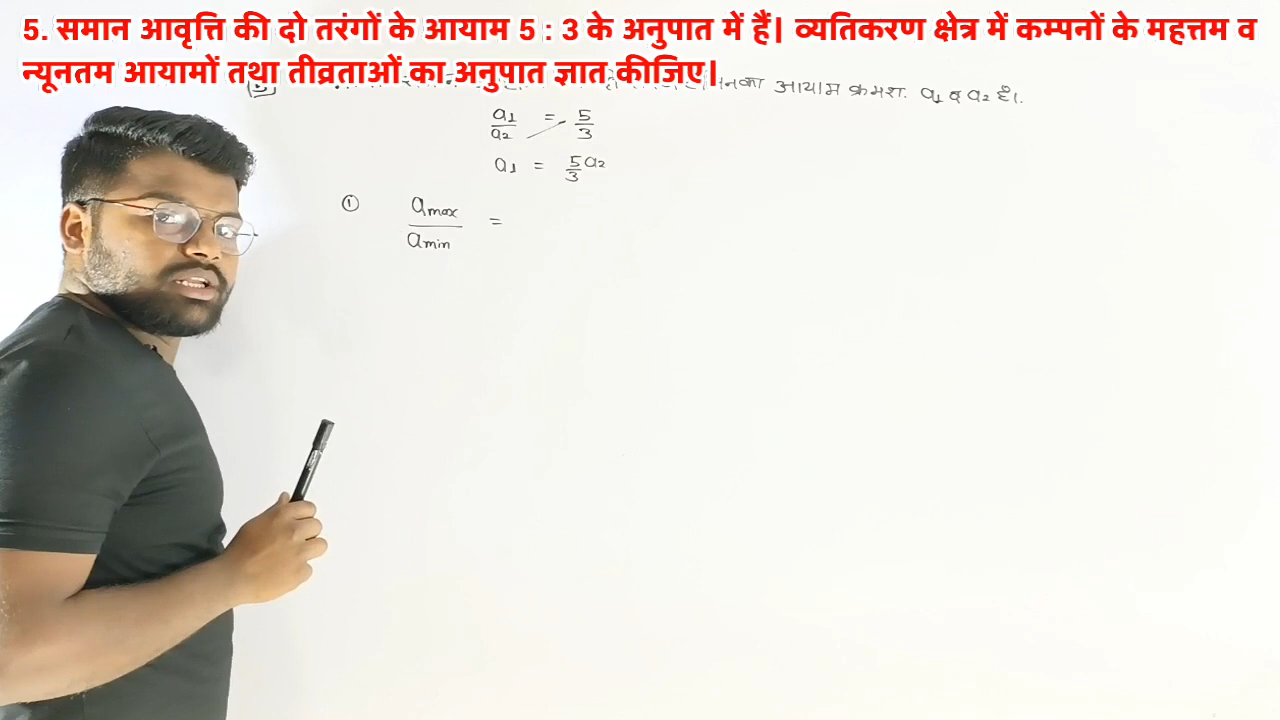 5. समान आवृत्ति की दो तरंगों के आयाम 5 : 3 के अनुपात में हैं। व्यतिकरण क्षेत्र में कम्पनों के महत्तम व
न्यूनतम आयामों तथा तीव्रताओं का अनुपात ज्ञात कीजिए।
आयाम क्रमशः a₁ व a₂ है।
a₁/a₂ = 5/3
a₁ = 5/3 a₂
① amax/amin =